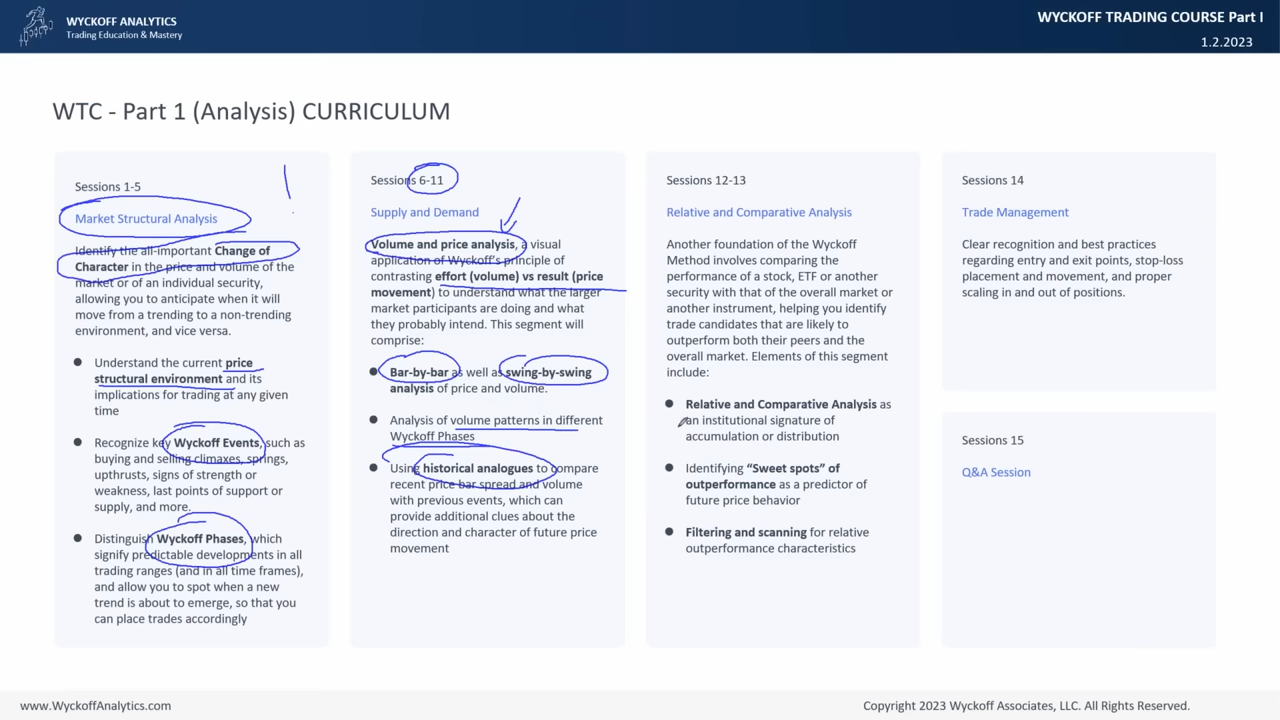 WYCKOFF ANALYTICS
Trading Education & Mastery
WYCKOFF TRADING COURSE Part I
1.2.2023
WTC - Part 1 (Analysis) CURRICULUM
Sessions 1-5
Market Structural Analysis
Identify the all-important Change of
Character in the price and volume of the
market or of an individual security,
allowing you to anticipate when it will
move from a trending to a non-trending
environment, and vice versa.
● Understand the current price
structural environment and its
implications for trading at any given
time
● Recognize key Wyckoff Events, such as
buying and selling climaxes, springs,
upthrusts, signs of strength or
weakness, last points of support or
supply, and more.
● Distinguish Wyckoff Phases, which
signify predictable developments in all
trading ranges (and in all time frames),
and allow you to spot when a new
trend is about to emerge, so that you
can place trades accordingly
Sessions 6-11
Supply and Demand
Volume and price analysis, a visual
application of Wyckoff's principle of
contrasting effort (volume) vs result (price
movement) to understand what the larger
market participants are doing and what
they probably intend. This segment will
comprise:
● Bar-by-bar as well as swing-by-swing
analysis of price and volume.
● Analysis of volume patterns in different
Wyckoff Phases
● Using historical analogues to compare
recent price bar spread and volume
with previous events, which can
provide additional clues about the
direction and character of future price
movement
Sessions 12-13
Relative and Comparative Analysis
Another foundation of the Wyckoff
Method involves comparing the
performance of a stock, ETF or another
security with that of the overall market or
another instrument, helping you identify
trade candidates that are likely to
outperform both their peers and the
overall market. Elements of this segment
include:
● Relative and Comparative Analysis as
an institutional signature of
accumulation or distribution
● Identifying “Sweet spots” of
outperformance as a predictor of
future price behavior
● Filtering and scanning for relative
outperformance characteristics
Sessions 14
Trade Management
Clear recognition and best practices
regarding entry and exit points, stop-loss
placement and movement, and proper
scaling in and out of positions.
Sessions 15
Q&A Session
www.WyckoffAnalytics.com
Copyright 2023 Wyckoff Associates, LLC. All Rights Reserved.